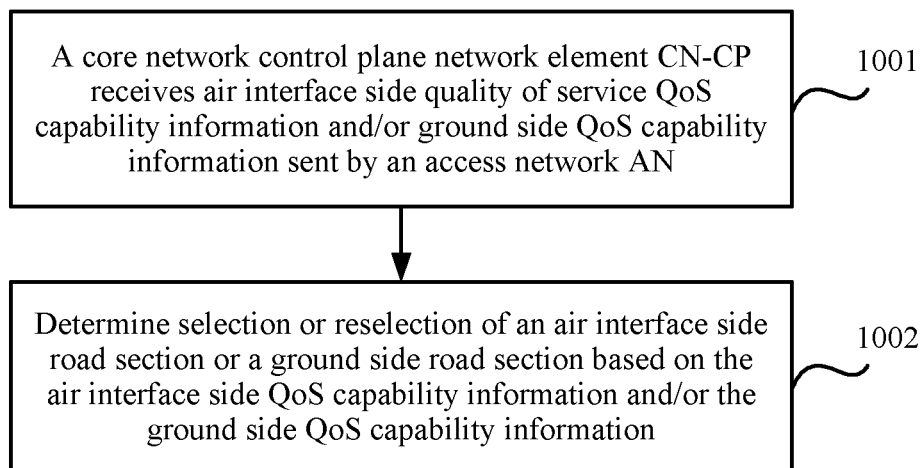 A core network control plane network element CN-CP
receives air interface side quality of service QoS
capability information and/or ground side QoS capability
information sent by an access network AN
1001
Determine selection or reselection of an air interface side
road section or a ground side road section based on the
air interface side QoS capability information and/or the
ground side QoS capability information
1002